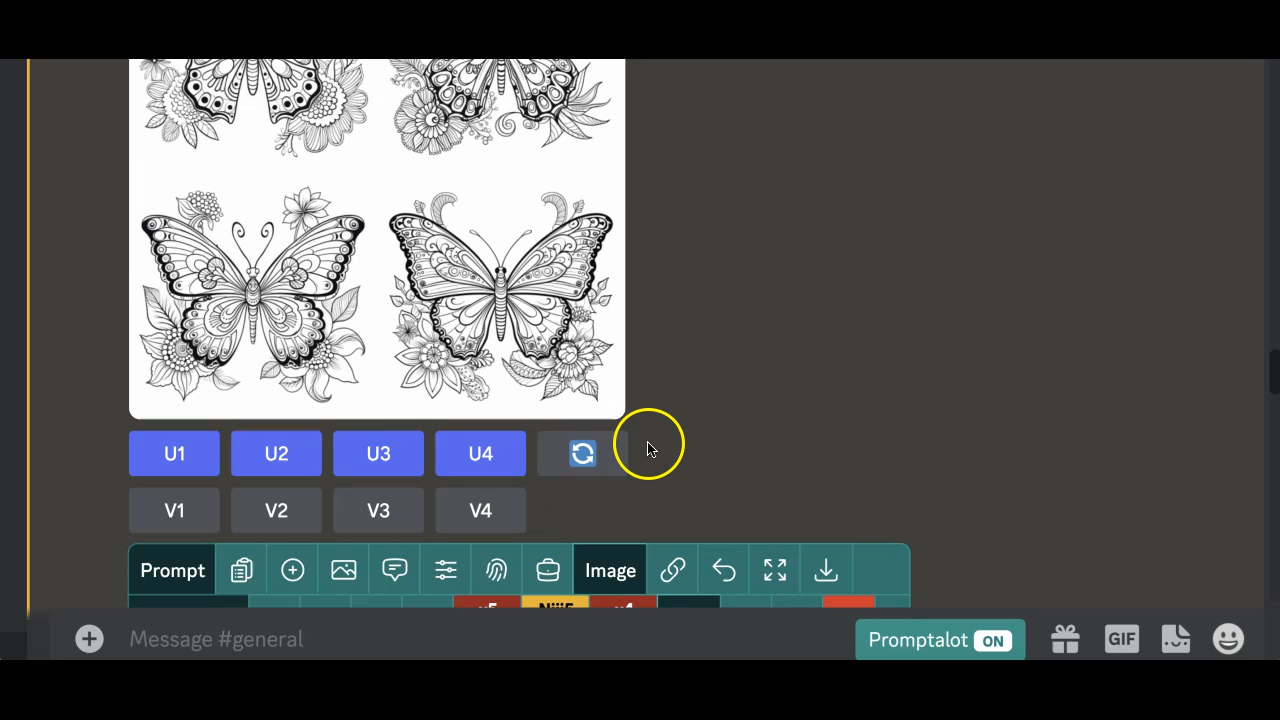 U1 U2 U3 U4
V1 V2 V3 V4
Prompt Image
Message #general Promptalot ON GIF